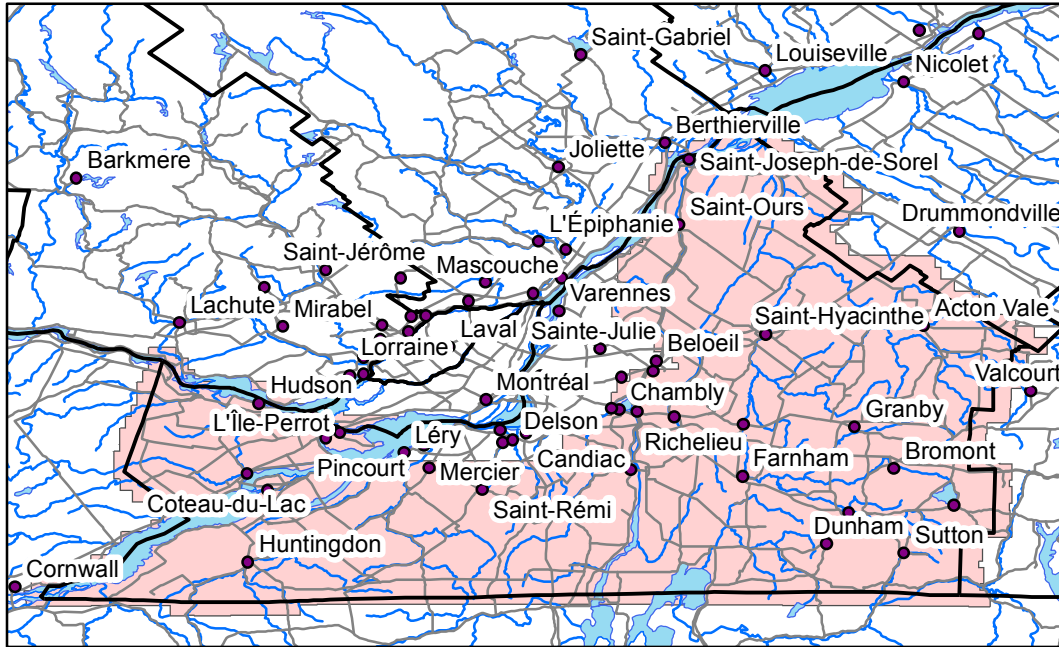 Saint-Gabriel
Louiseville
Nicolet
Berthierville
Joliette
Barkmere
Saint-Joseph-de-Sorel
Saint-Ours
L'Épiphanie
Drummondville
Saint-Jérôme
Mascouche
Lachute
Mirabel
Varennes
Laval
Sainte-Julie
Saint-Hyacinthe
Acton Vale
Lorraine
Beloeil
Hudson
Montréal
Chambly
Valcourt
L'Île-Perrot
Léry
Delson
Granby
Richelieu
Pincourt
Mercier
Candiac
Farnham
Bromont
Coteau-du-Lac
Saint-Rémi
Dunham
Sutton
Huntingdon
Cornwall